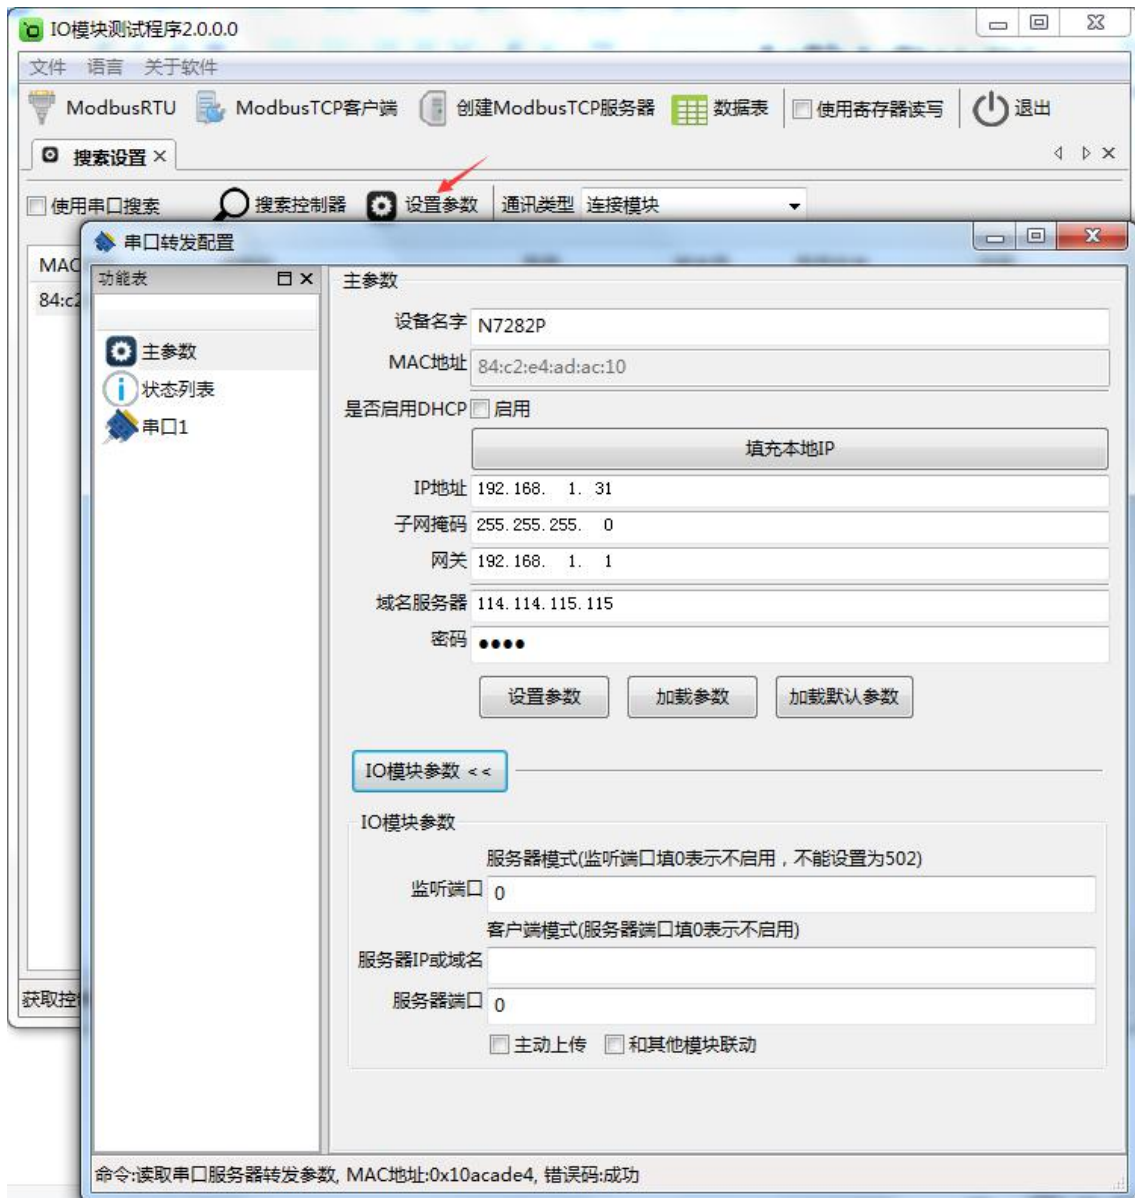 IO模块测试程序2.0.0.0
文件 语言 关于软件
ModbusRTU ModbusTCP客户端 创建ModbusTCP服务器 数据表 使用寄存器读写 退出
搜索设置
使用串口搜索 搜索控制器 设置参数 通讯类型 连接模块
串口转发配置
MAC
84:c2
功能表
主参数
状态列表
串口1
主参数
设备名字 N7282P
MAC地址 84:c2:e4:ad:ac:10
是否启用DHCP 启用
填充本地IP
IP地址 192.168. 1. 31
子网掩码 255.255.255. 0
网关 192.168. 1. 1
域名服务器 114.114.115.115
密码 ●●●●
设置参数 加载参数 加载默认参数
IO模块参数 <<
IO模块参数
服务器模式(监听端口填0表示不启用，不能设置为502)
监听端口 0
客户端模式(服务器端口填0表示不启用)
服务器IP或域名
服务器端口 0
主动上传 和其他模块联动
获取控
命令:读取串口服务器转发参数, MAC地址:0x10acade4, 错误码:成功